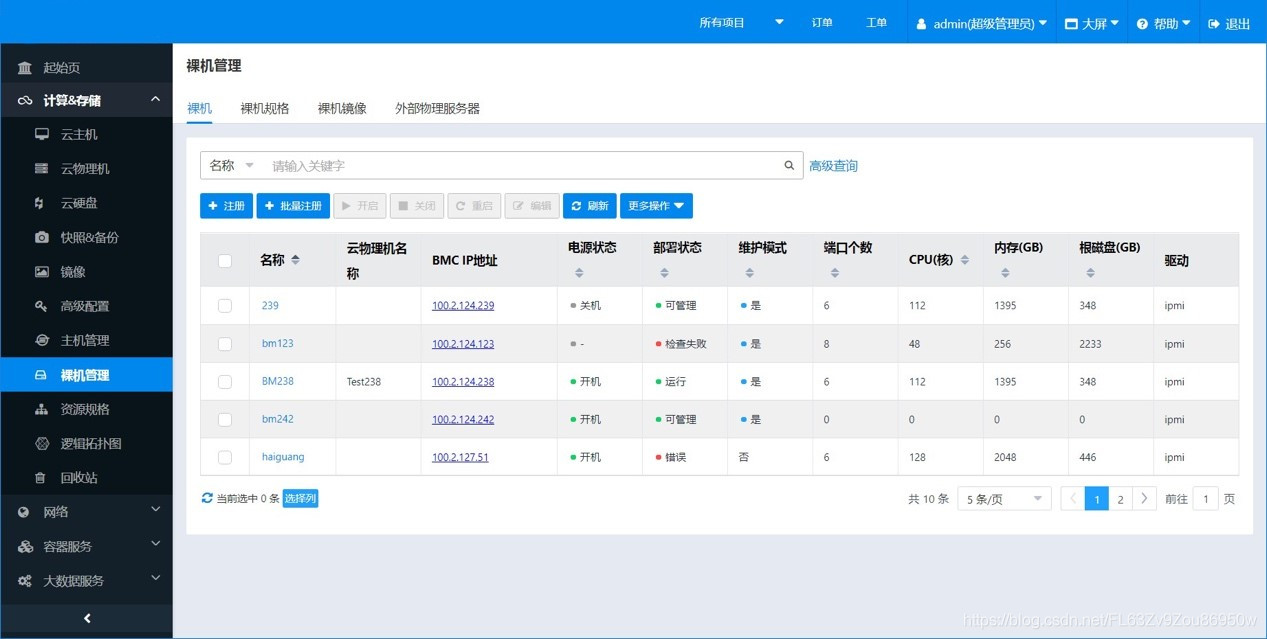 所有项目 订单 工单 admin(超级管理员) 大屏 帮助 退出
起始页
计算&存储
云主机
云物理机
云硬盘
快照&备份
镜像
高级配置
主机管理
裸机管理
资源规格
逻辑拓扑图
回收站
网络
容器服务
大数据服务
裸机管理
裸机 裸机规格 裸机镜像 外部物理服务器
名称 请输入关键字 高级查询
注册 批量注册 开启 关闭 重启 编辑 刷新 更多操作
名称 云物理机名称 BMC IP地址 电源状态 部署状态 维护模式 端口个数 CPU(核) 内存(GB) 根磁盘(GB) 驱动
239 100.2.124.239 关机 可管理 是 6 112 1395 348 ipmi
bm123 100.2.124.123 - 检查失败 是 8 48 256 2233 ipmi
BM238 Test238 100.2.124.238 开机 运行 是 6 112 1395 348 ipmi
bm242 100.2.124.242 开机 可管理 是 0 0 0 0 ipmi
haiguang 100.2.127.51 开机 错误 否 6 128 2048 446 ipmi
当前选中 0 条 选择列 共 10 条 5 条/页 1 2 前往 1 页
https://blog.csdn.net/FL63Zv9Zou86950w